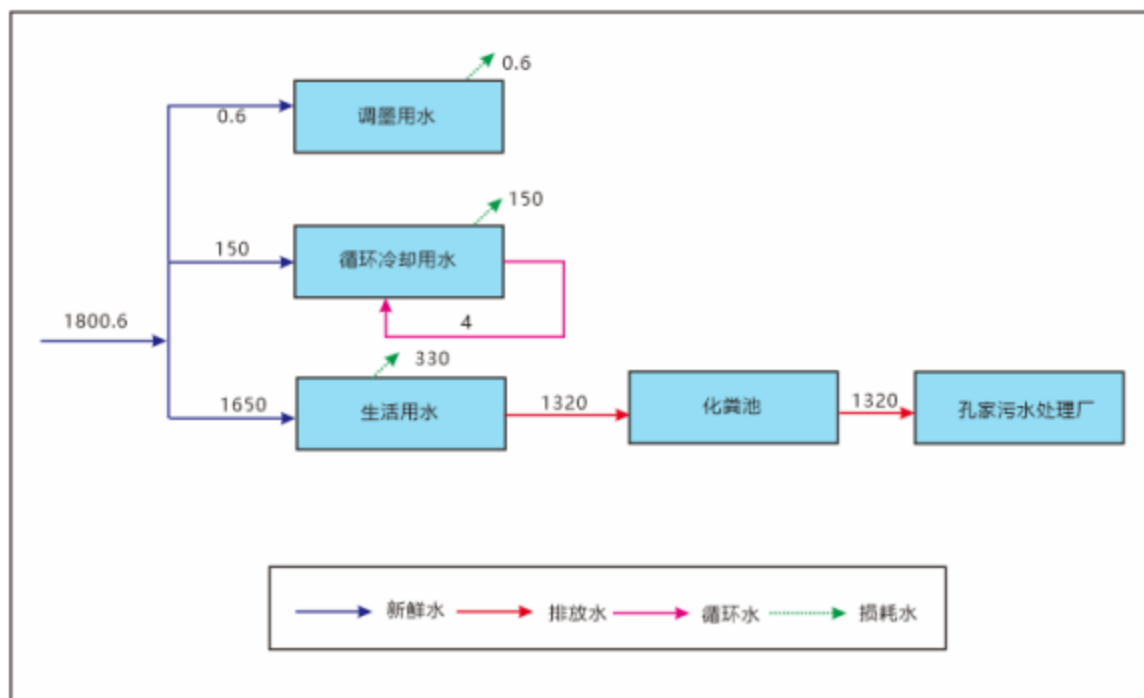 0.6
调墨用水
0.6
150
循环冷却用水
150
4
1800.6
330
生活用水
1650
1320
化粪池
1320
孔家污水处理厂
新鲜水
排放水
循环水
损耗水